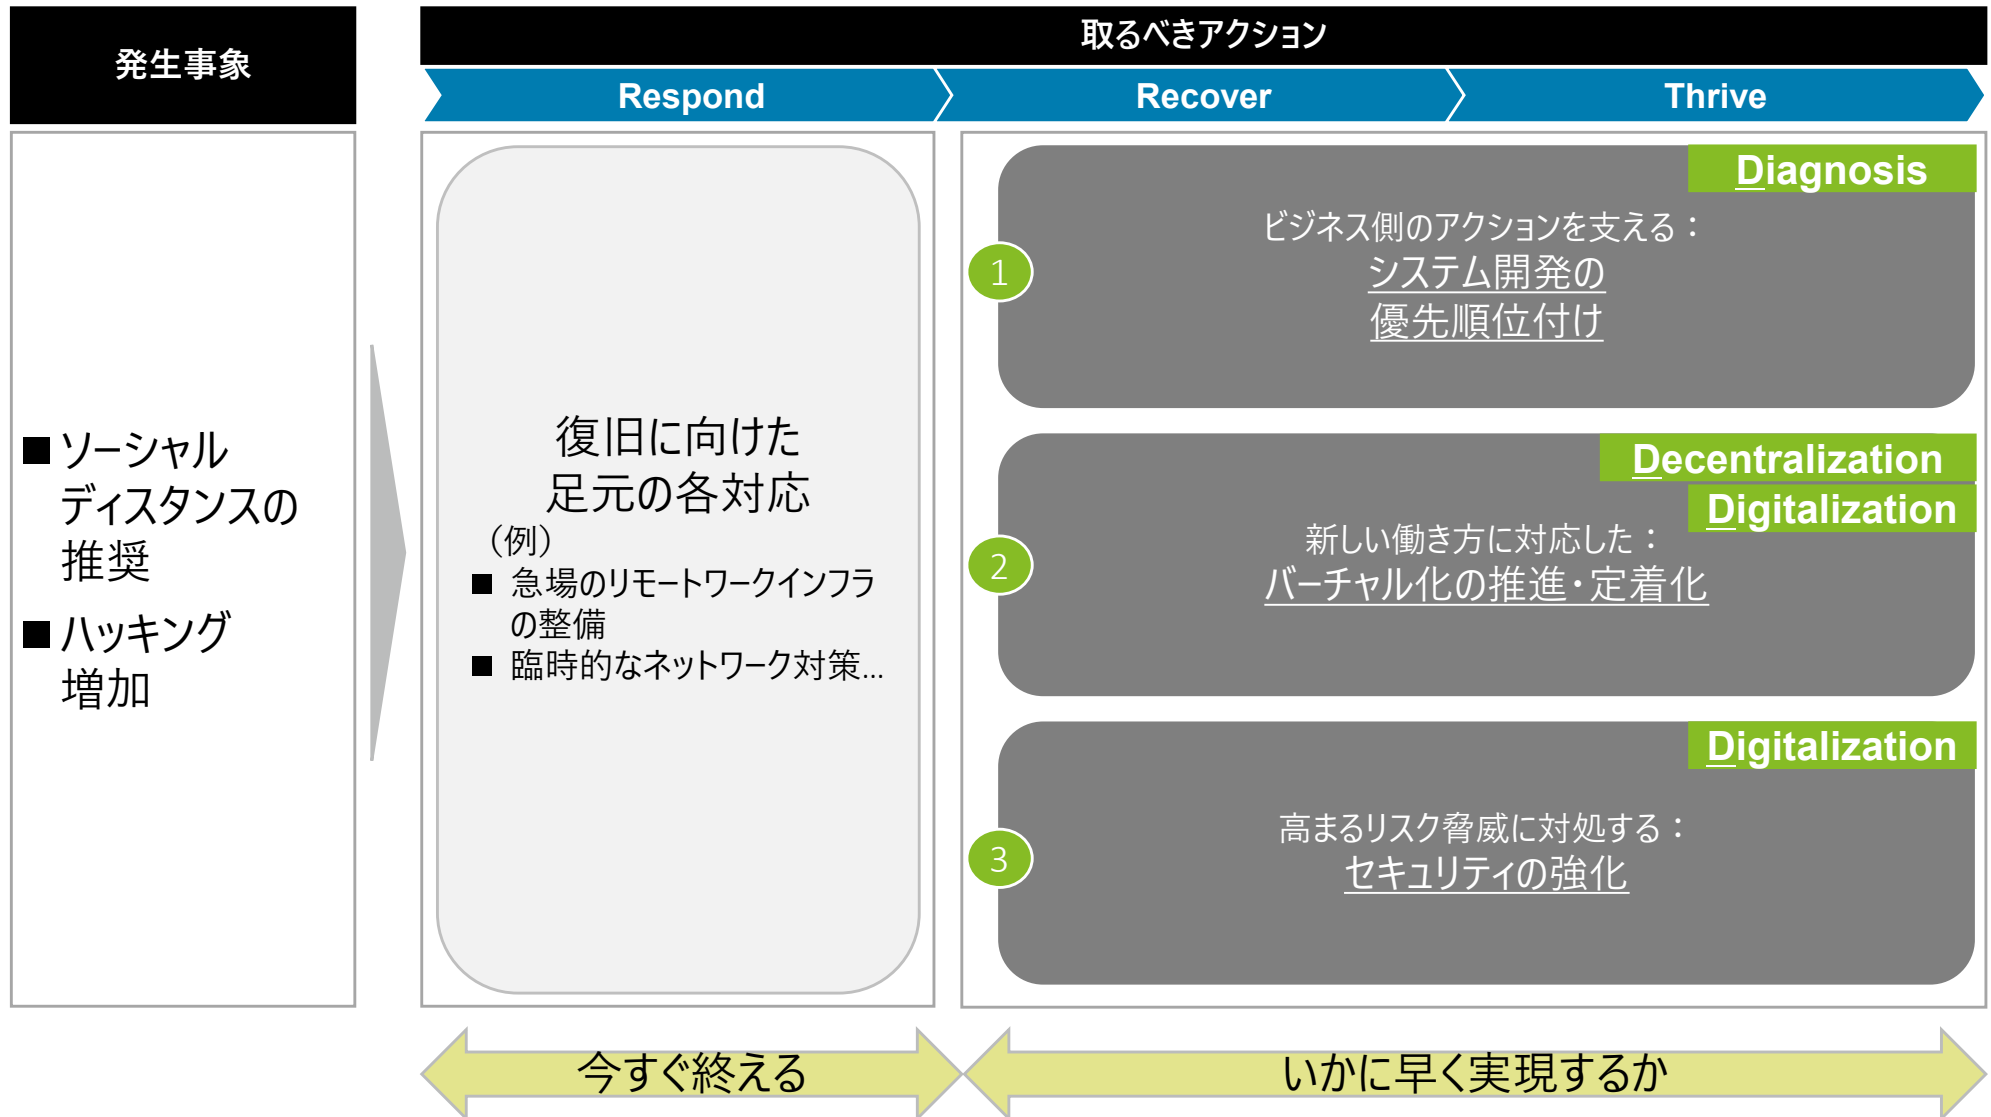 発生事象
取るべきアクション
Respond
Recover
Thrive
■ ソーシャル
ディスタンスの
推奨
■ ハッキング
増加
復旧に向けた
足元の各対応
（例）
■ 急場のリモートワークインフラ
の整備
■ 臨時的なネットワーク対策…
Diagnosis
1
ビジネス側のアクションを支える：
システム開発の
優先順位付け
Decentralization
Digitalization
2
新しい働き方に対応した：
バーチャル化の推進・定着化
Digitalization
3
高まるリスク脅威に対処する：
セキュリティの強化
今すぐ終える
いかに早く実現するか